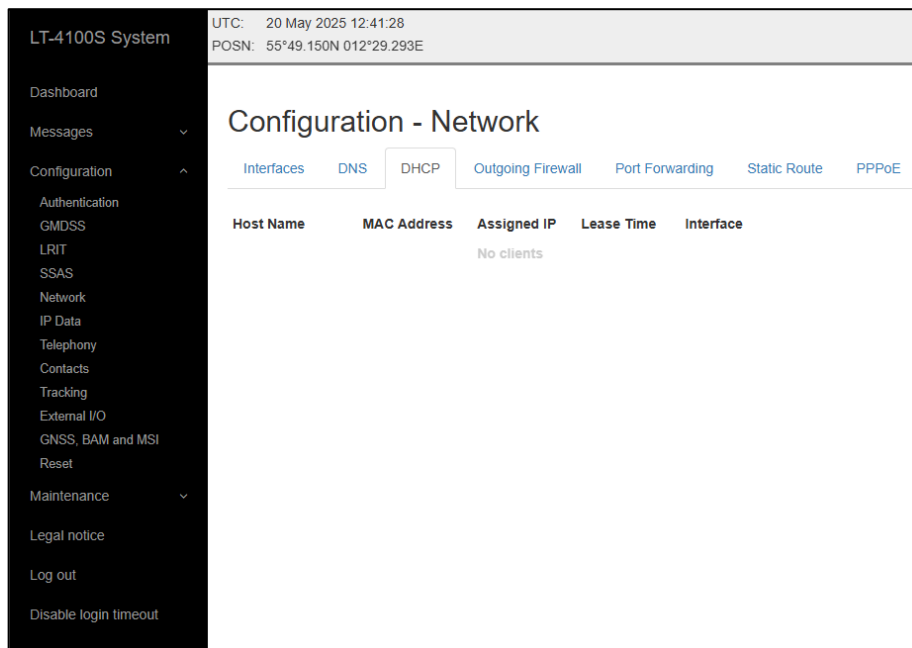 LT-4100S System
Dashboard
Messages
Configuration
Authentication
GMDSS
LRIT
SSAS
Network
IP Data
Telephony
Contacts
Tracking
External I/O
GNSS, BAM and MSI
Reset
Maintenance
Legal notice
Log out
Disable login timeout
UTC: 20 May 2025 12:41:28
POSN: 55°49.150N 012°29.293E
Configuration - Network
Interfaces DNS DHCP Outgoing Firewall Port Forwarding Static Route PPPoE
Host Name MAC Address Assigned IP Lease Time Interface
No clients